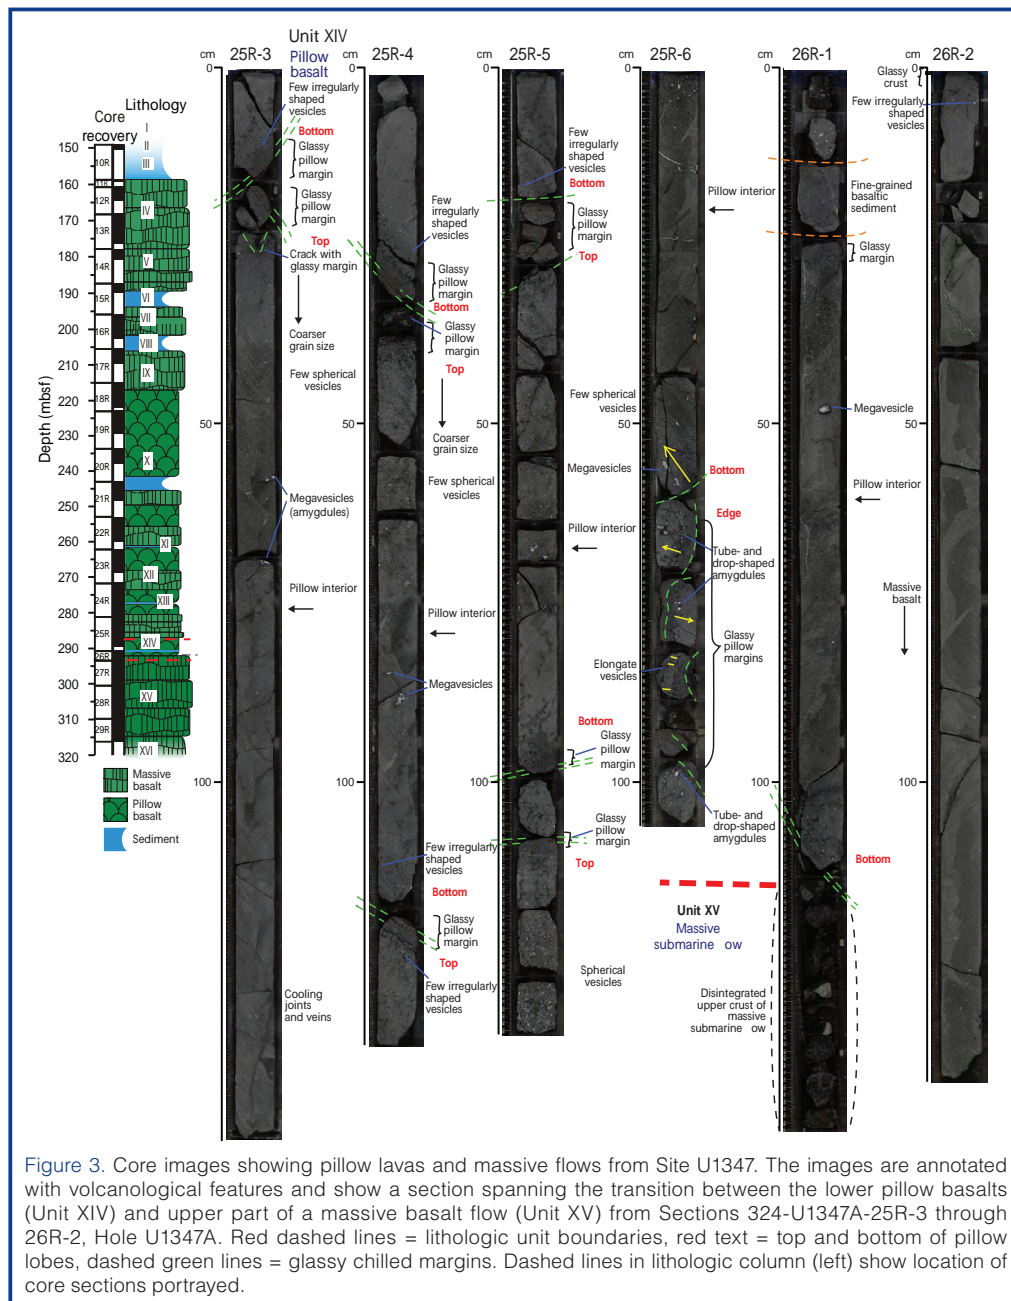 Unit XIV
Pillow
basalt
cm
25R-3
cm
25R-4
cm
25R-5
cm
25R-6
cm
26R-1
cm
26R-2
0
0
0
0
0
0
50
50
50
50
50
100
100
100
100
100
100
Lithology
Core
recovery
Depth (mbsf)
150
160
170
180
190
200
210
220
230
240
250
260
270
280
290
300
310
320
10R
11R
12R
13R
14R
15R
16R
17R
18R
19R
20R
21R
22R
23R
24R
25R
26R
27R
28R
29R
I
II
III
IV
V
VI
VII
VIII
IX
X
XI
XII
XIII
XIV
XV
XVI
Massive
basalt
Pillow
basalt
Sediment
Few irregularly
shaped
vesicles
Bottom
Glassy
pillow
margin
Glassy
pillow
margin
Top
Crack with
glassy margin
Coarser
grain size
Few spherical
vesicles
Megavesicles
(amygdules)
Pillow interior
Cooling
joints
and veins
Few
irregularly
shaped
vesicles
Glassy
pillow
margin
Bottom
Glassy
pillow
margin
Top
Coarser
grain size
Few spherical
vesicles
Pillow interior
Megavesicles
Few irregularly
shaped
vesicles
Bottom
Glassy
pillow
margin
Top
Few irregularly
shaped
vesicles
Few
irregularly
shaped
vesicles
Bottom
Glassy
pillow
margin
Top
Few spherical
vesicles
Megavesicles
Pillow interior
Elongate
vesicles
Bottom
Glassy
pillow
margin
Glassy
pillow
margin
Top
Spherical
vesicles
Pillow interior
Bottom
Edge
Tube- and
drop-shaped
amygdules
Glassy
pillow
margins
Tube- and
drop-shaped
amygdules
Unit XV
Massive
submarine ow
Disintegrated
upper crust of
massive
submarine ow
Glassy
crust
Few irregularly
shaped
vesicles
Fine-grained
basaltic
sediment
Glassy
margin
Megavesicle
Pillow interior
Massive
basalt
Bottom
Figure 3. Core images showing pillow lavas and massive flows from Site U1347. The images are annotated
with volcanological features and show a section spanning the transition between the lower pillow basalts
(Unit XIV) and upper part of a massive basalt flow (Unit XV) from Sections 324-U1347A-25R-3 through
26R-2, Hole U1347A. Red dashed lines = lithologic unit boundaries, red text = top and bottom of pillow
lobes, dashed green lines = glassy chilled margins. Dashed lines in lithologic column (left) show location of
core sections portrayed.